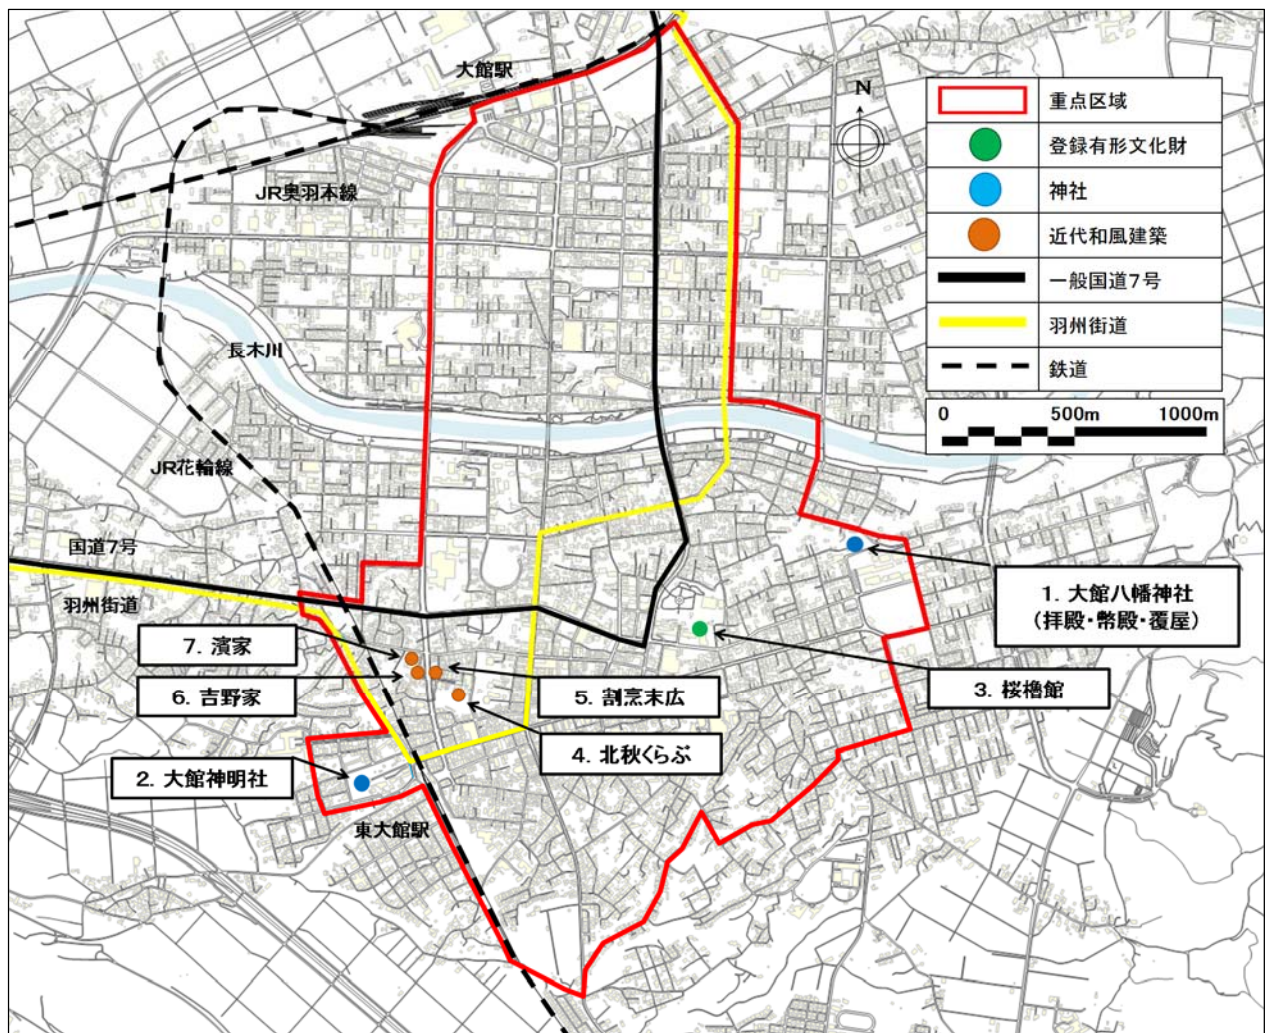 大館駅
N
重点区域
登録有形文化財
神社
近代和風建築
一般国道7号
羽州街道
鉄道
0 500m 1000m
JR奥羽本線
長木川
JR花輪線
国道7号
羽州街道
1. 大館八幡神社
(拝殿・幣殿・覆屋)
7. 濱家
6. 吉野家
5. 割烹末広
3. 桜櫓館
4. 北秋くらぶ
2. 大館神明社
東大館駅